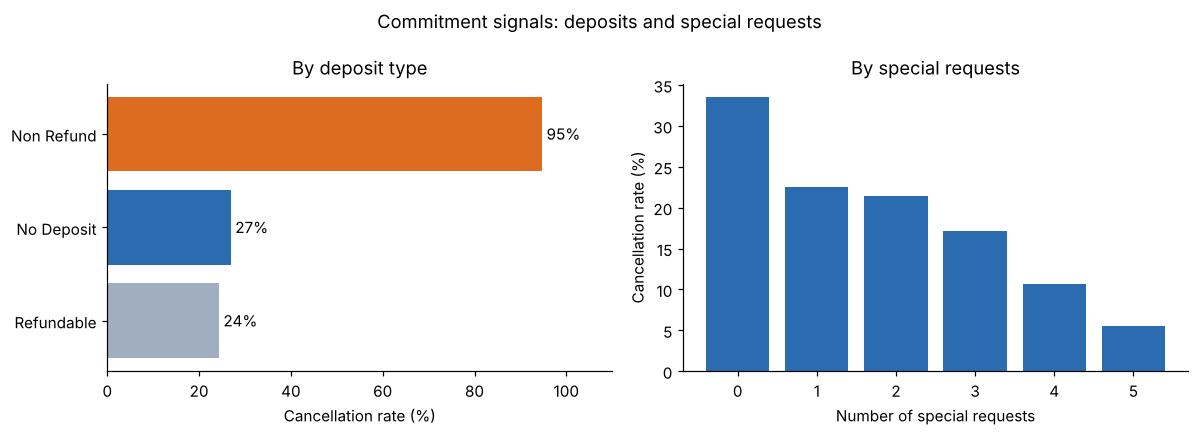 Commitment signals: deposits and special requests
By deposit type
Non Refund
95%
No Deposit
27%
Refundable
24%
0 20 40 60 80 100
Cancellation rate (%)
By special requests
Cancellation rate (%)
35
30
25
20
15
10
5
0
0 1 2 3 4 5
Number of special requests